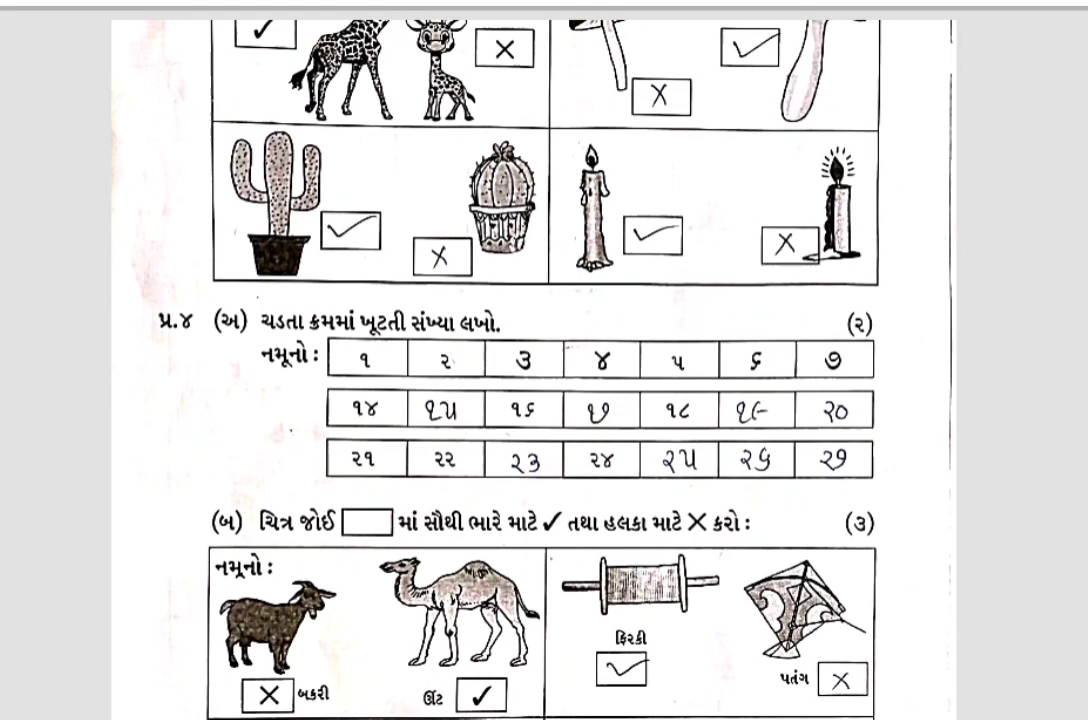 ✓ ✗ ✗ ✓
✓ ✗ ✓ ✗
પ્ર.૪ (અ) ચડતા ક્રમમાં ખૂટતી સંખ્યા લખો. (૨)
નમૂનો : ૧ ૨ ૩ ૪ ૫ ૬ ૭
૧૪ ૧૫ ૧૬ ૧૭ ૧૮ ૧૯ ૨૦
૨૧ ૨૨ ૨૩ ૨૪ ૨૫ ૨૬ ૨૭
(બ) ચિત્ર જોઈ માં સૌથી ભારે માટે ✓ તથા હલકા માટે ✗ કરો : (૩)
નમૂનો :
ફિરકી
✗ બકરી ઊંટ ✓ ✓ પતંગ ✗